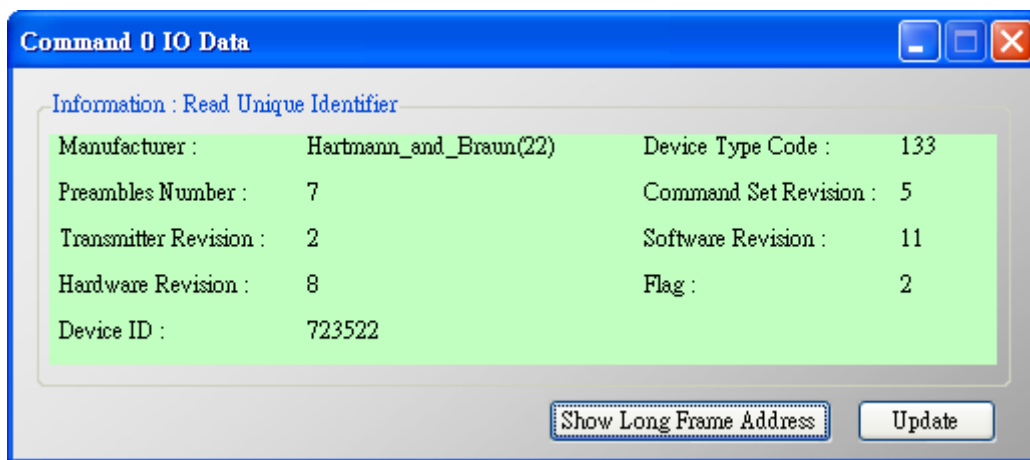 Command 0 IO Data
Information : Read Unique Identifier
Manufacturer : Hartmann_and_Braun(22) Device Type Code : 133
Preambles Number : 7 Command Set Revision : 5
Transmitter Revision : 2 Software Revision : 11
Hardware Revision : 8 Flag : 2
Device ID : 723522
Show Long Frame Address Update